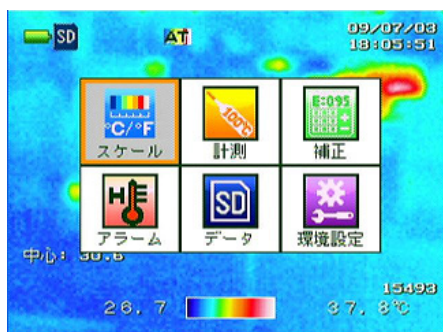 SD AT 09/07/03
18:05:51
°C/°F 100℃ E:095
スケール 計測 補正
H SD
アラーム データ 環境設定
中心: 30.6
15493
26.7 37.8℃